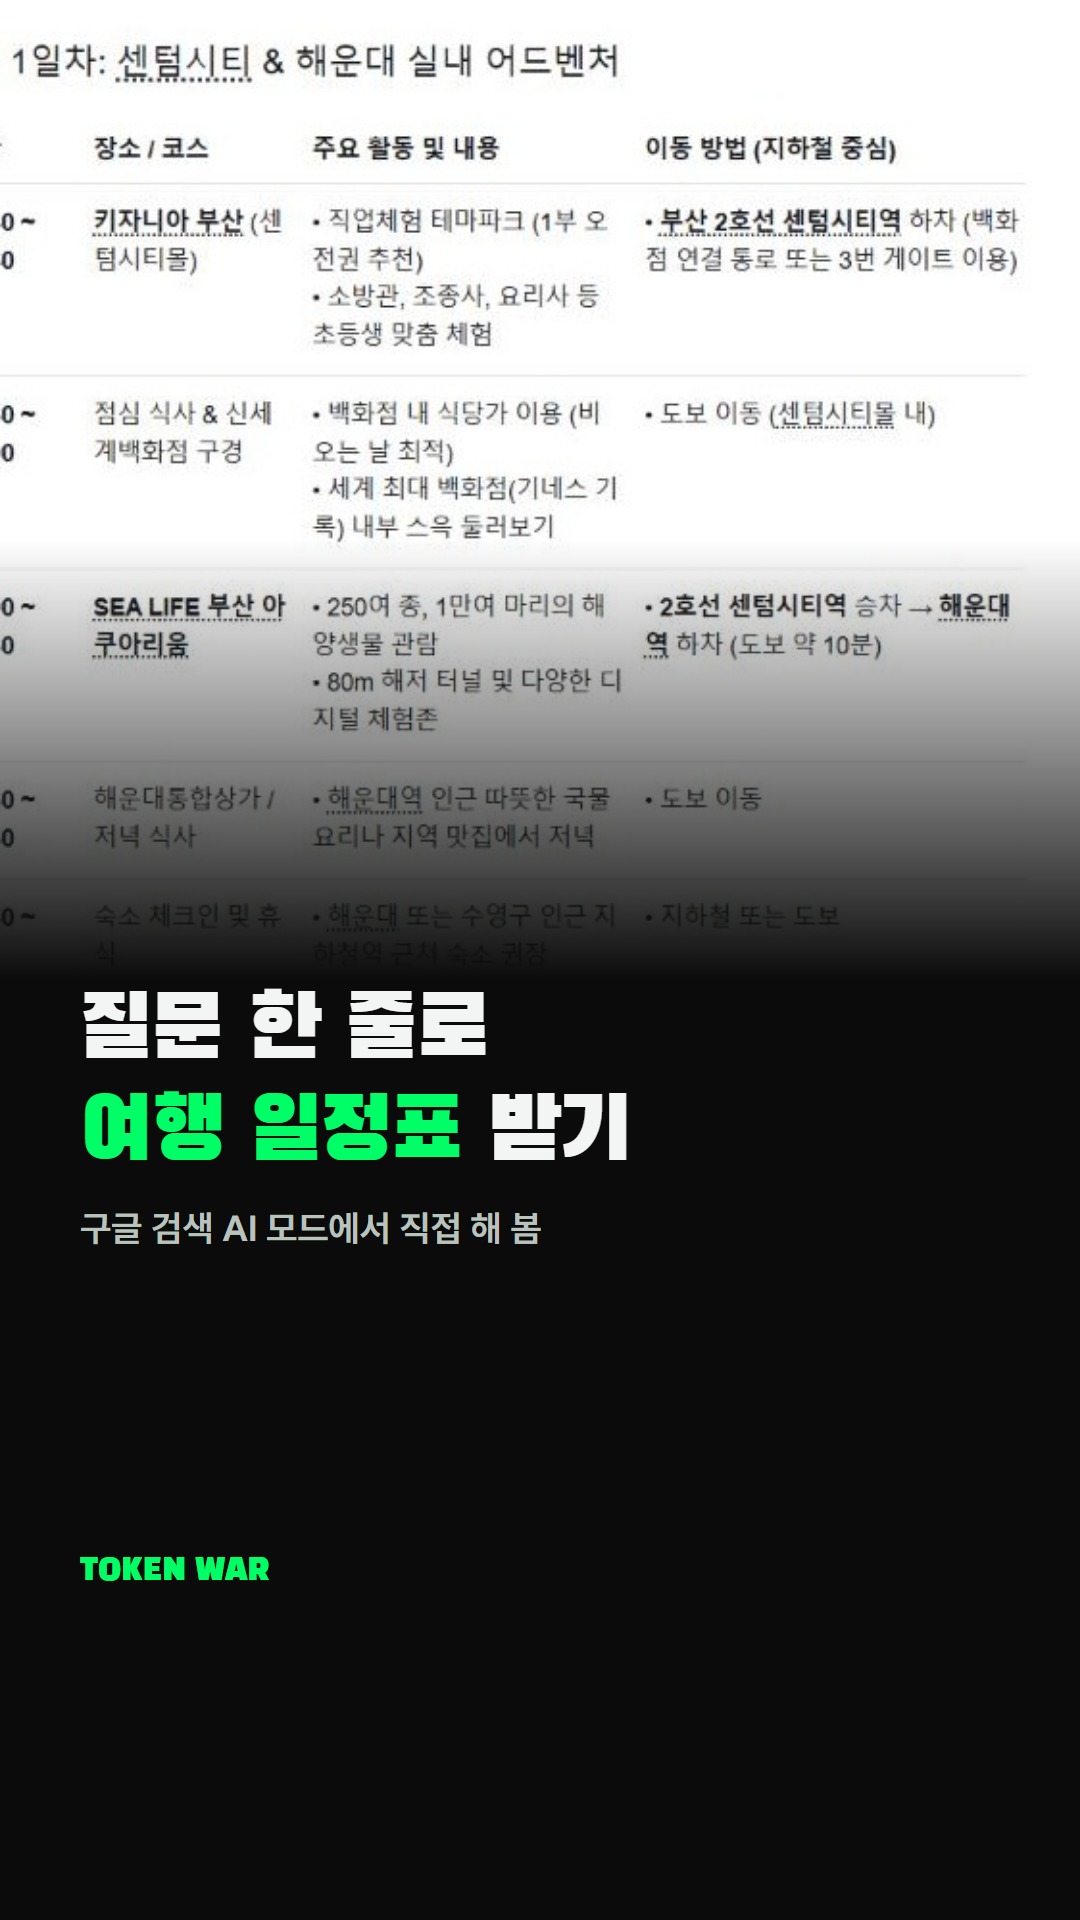 1일차: 센텀시티 & 해운대 실내 어드벤처
장소 / 코스
주요 활동 및 내용
이동 방법 (지하철 중심)
0 ~
0
키자니아 부산 (센
텀시티몰)
• 직업체험 테마파크 (1부 오
전권 추천)
• 소방관, 조종사, 요리사 등
초등생 맞춤 체험
• 부산 2호선 센텀시티역 하차 (백화
점 연결 통로 또는 3번 게이트 이용)
0 ~
0
점심 식사 & 신세
계백화점 구경
• 백화점 내 식당가 이용 (비
오는 날 최적)
• 세계 최대 백화점(기네스 기
록) 내부 스윽 둘러보기
• 도보 이동 (센텀시티몰 내)
0 ~
0
SEA LIFE 부산 아
쿠아리움
• 250여 종, 1만여 마리의 해
양생물 관람
• 80m 해저 터널 및 다양한 디
지털 체험존
• 2호선 센텀시티역 승차 → 해운대
역 하차 (도보 약 10분)
0 ~
0
해운대통합상가 /
저녁 식사
• 해운대역 인근 따뜻한 국물
요리나 지역 맛집에서 저녁
• 도보 이동
0 ~
숙소 체크인 및 휴
식
• 해운대 또는 수영구 인근 지
하철역 근처 숙소 권장
• 지하철 또는 도보
질문 한 줄로
여행 일정표 받기
구글 검색 AI 모드에서 직접 해 봄
TOKEN WAR